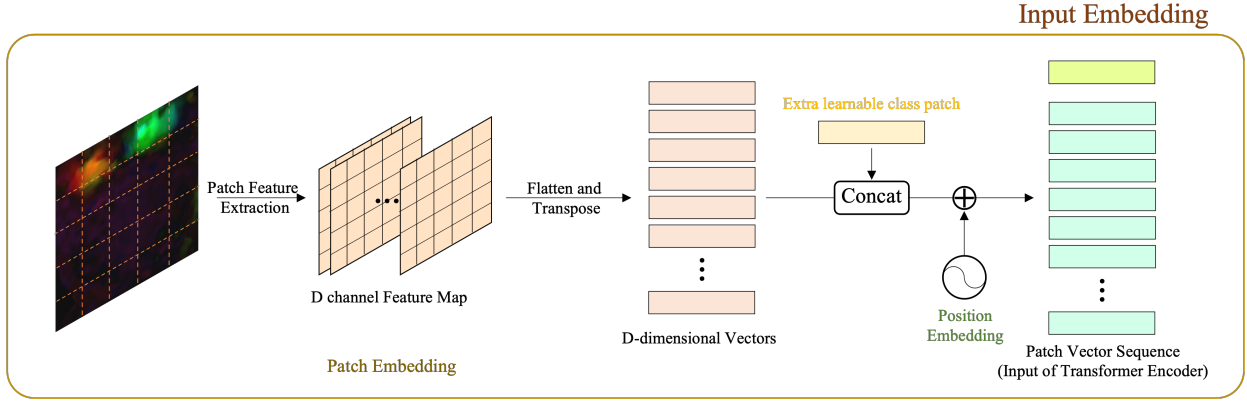 Input Embedding
Extra learnable class patch
Patch Feature
Extraction
Flatten and
Transpose
Concat
D channel Feature Map
Position
Embedding
D-dimensional Vectors
Patch Vector Sequence
(Input of Transformer Encoder)
Patch Embedding